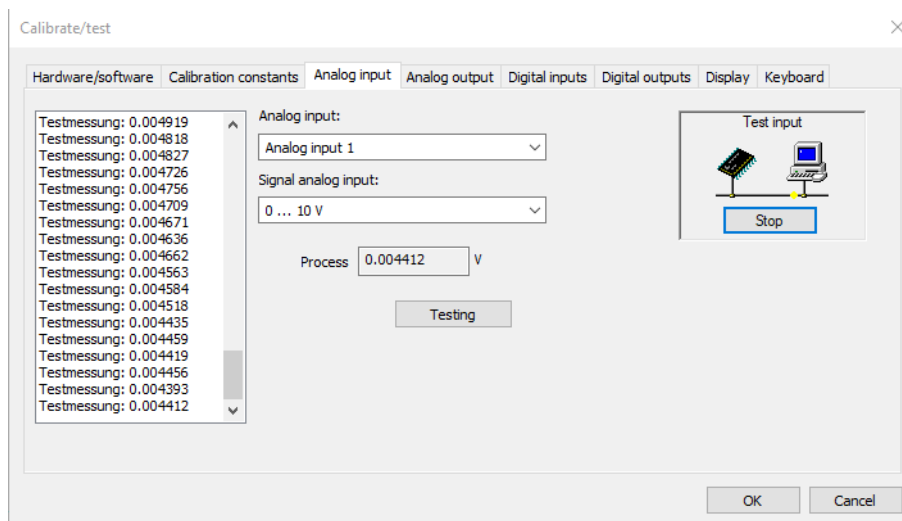 Calibrate/test
Hardware/software Calibration constants Analog input Analog output Digital inputs Digital outputs Display Keyboard
Testmessung: 0.004919
Testmessung: 0.004818
Testmessung: 0.004827
Testmessung: 0.004726
Testmessung: 0.004756
Testmessung: 0.004709
Testmessung: 0.004671
Testmessung: 0.004636
Testmessung: 0.004662
Testmessung: 0.004563
Testmessung: 0.004584
Testmessung: 0.004518
Testmessung: 0.004435
Testmessung: 0.004459
Testmessung: 0.004419
Testmessung: 0.004456
Testmessung: 0.004393
Testmessung: 0.004412
Analog input:
Analog input 1
Signal analog input:
0 ... 10 V
Process 0.004412 V
Testing
Test input
Stop
OK Cancel